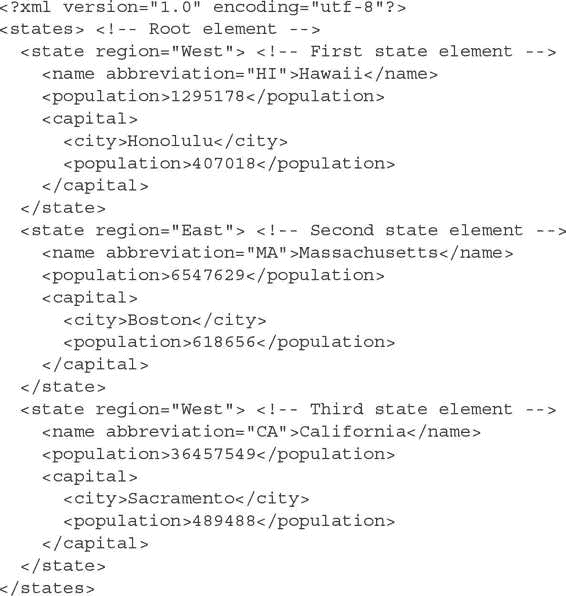 <?xml version="1.0" encoding="utf-8"?>
<states> <!-- Root element -->
  <state region="West"> <!-- First state element -->
    <name abbreviation="HI">Hawaii</name>
    <population>1295178</population>
    <capital>
      <city>Honolulu</city>
      <population>407018</population>
    </capital>
  </state>
  <state region="East"> <!-- Second state element -->
    <name abbreviation="MA">Massachusetts</name>
    <population>6547629</population>
    <capital>
      <city>Boston</city>
      <population>618656</population>
    </capital>
  </state>
  <state region="West"> <!-- Third state element -->
    <name abbreviation="CA">California</name>
    <population>36457549</population>
    <capital>
      <city>Sacramento</city>
      <population>489488</population>
    </capital>
  </state>
</states>